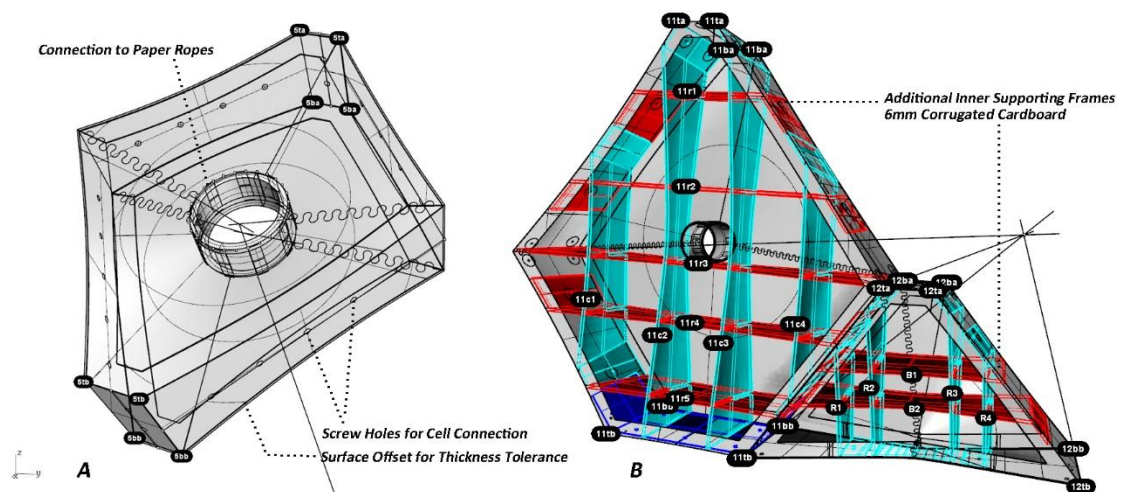 5ta
5ta
Connection to Paper Ropes
5ba
5ba
5tb
5tb
5bb
5bb
Screw Holes for Cell Connection
Surface Offset for Thickness Tolerance
z
x
y
A
11ta
11ta
11ba
11ba
11r1
Additional Inner Supporting Frames
6mm Corrugated Cardboard
11r2
11r3
12ba
12ba
12ta
12ta
11c1
11r4
11c4
11c2
11c3
B1
R2
R3
11r5
11bb
R1
B2
R4
11bb
11tb
11tb
12bb
12tb
B